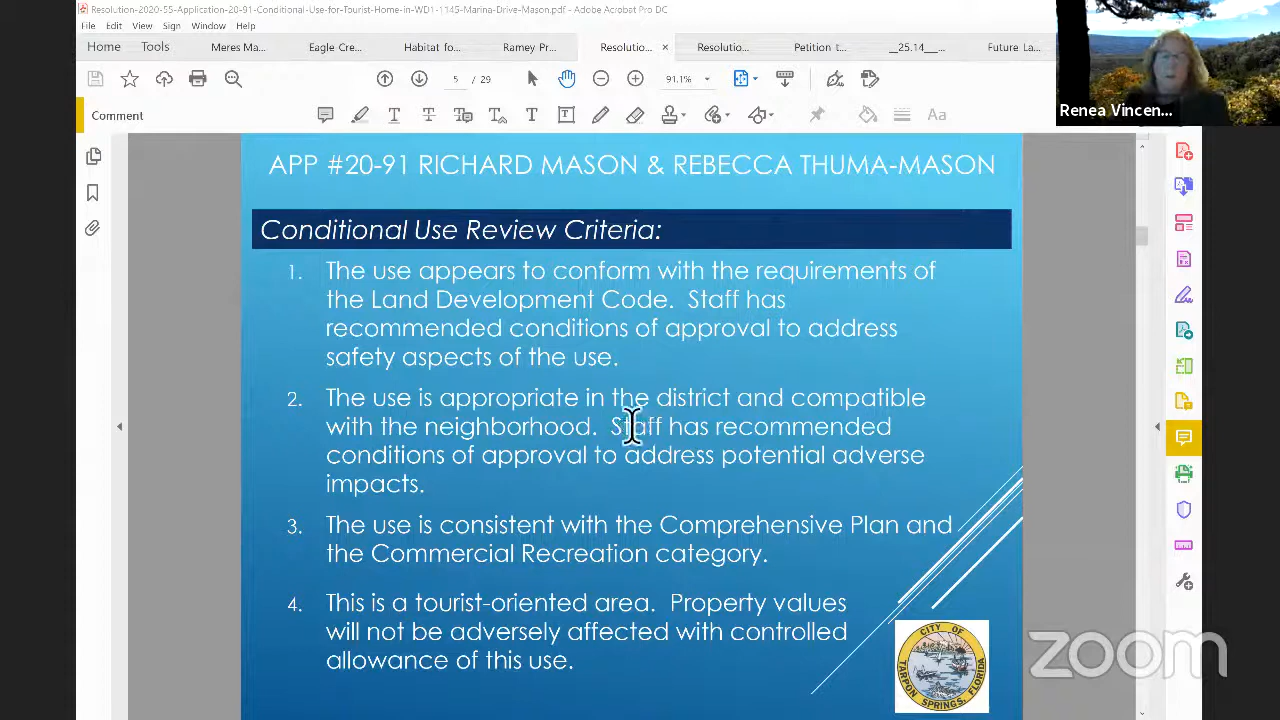 Resolution-2020-55-Application-20-91-Conditional-Use-for-Tourist-Home-in-WD1-1145-Marina-Drive-Mason.pdf - Adobe Acrobat Pro DC
File Edit View Sign Window Help
Home Tools Meres Ma... Eagle Cre... Habitat fo... Ramey Pr... Resolutio... × Resolutio... Petition t... __25.14___... Future La...
5 / 29 91.1%
Comment
Renea Vincen...
APP #20-91 RICHARD MASON & REBECCA THUMA-MASON
Conditional Use Review Criteria:
1. The use appears to conform with the requirements of
the Land Development Code. Staff has
recommended conditions of approval to address
safety aspects of the use.
2. The use is appropriate in the district and compatible
with the neighborhood. Staff has recommended
conditions of approval to address potential adverse
impacts.
3. The use is consistent with the Comprehensive Plan and
the Commercial Recreation category.
4. This is a tourist-oriented area. Property values
will not be adversely affected with controlled
allowance of this use.
CITY OF
TARPON SPRINGS, FLORIDA
zoom